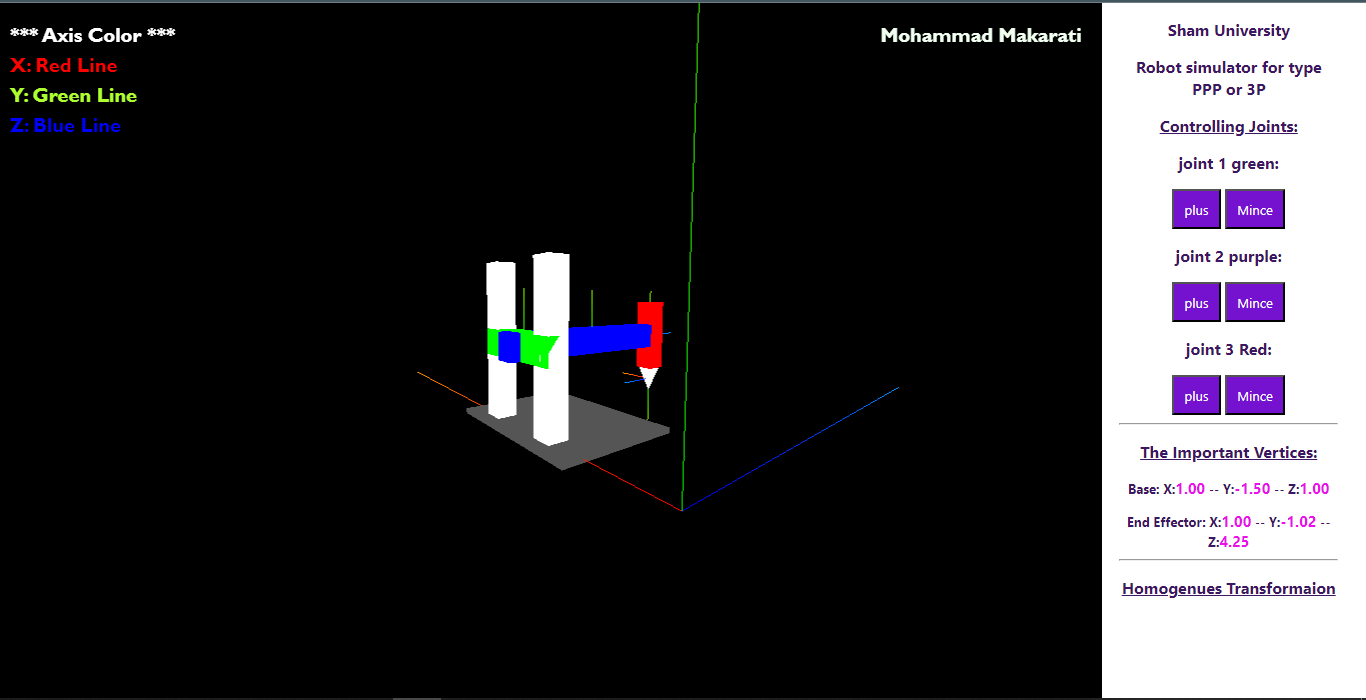 *** Axis Color ***
X: Red Line
Y: Green Line
Z: Blue Line
Mohammad Makarati
Sham University
Robot simulator for type
PPP or 3P
Controlling Joints:
joint 1 green:
plus Mince
joint 2 purple:
plus Mince
joint 3 Red:
plus Mince
The Important Vertices:
Base: X:1.00 -- Y:-1.50 -- Z:1.00
End Effector: X:1.00 -- Y:-1.02 --
Z:4.25
Homogenues Transformaion